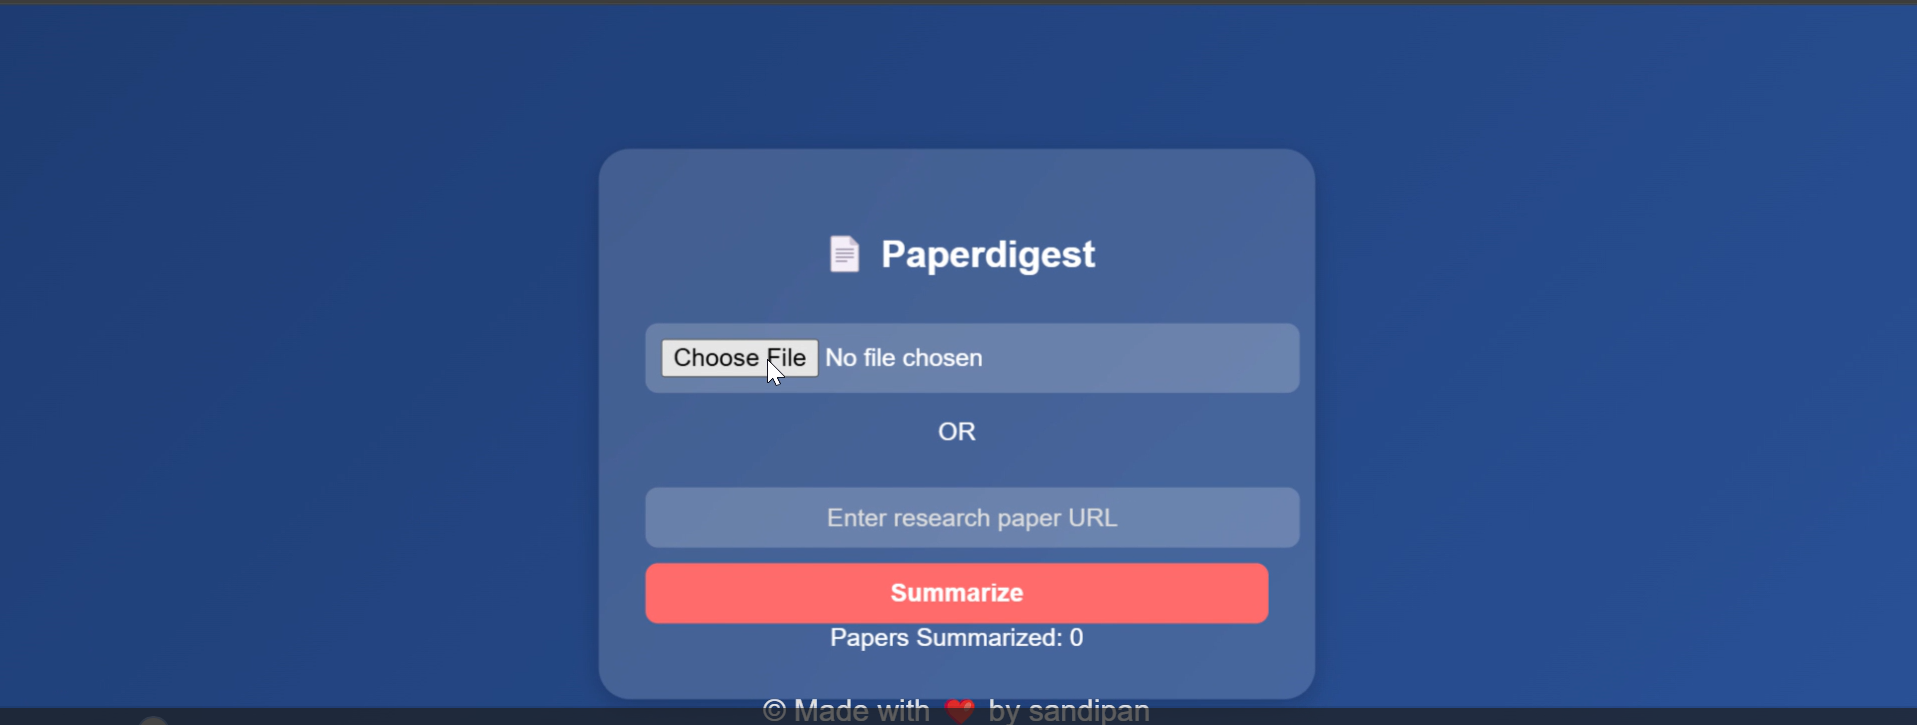 Paperdigest
Choose File No file chosen
OR
Enter research paper URL
Summarize
Papers Summarized: 0
© Made with ❤️ by sandipan